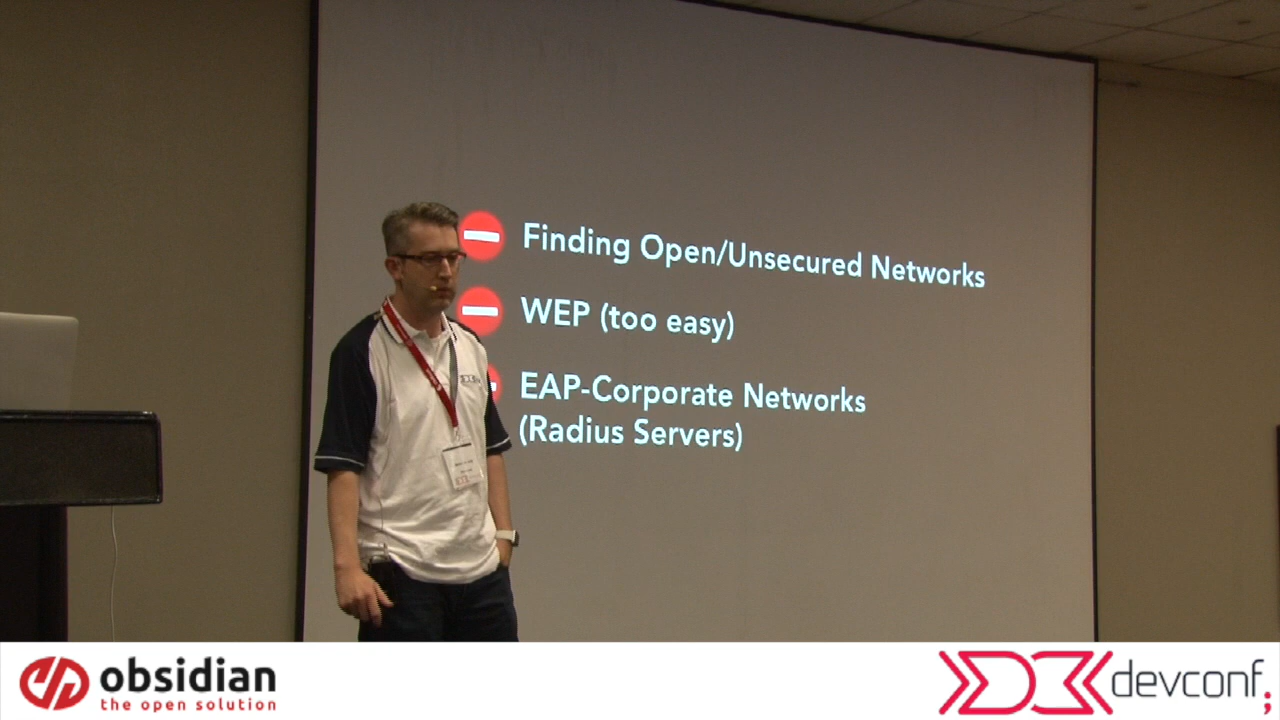 Finding Open/Unsecured Networks
WEP (too easy)
EAP-Corporate Networks
(Radius Servers)
obsidian
the open solution
devconf;